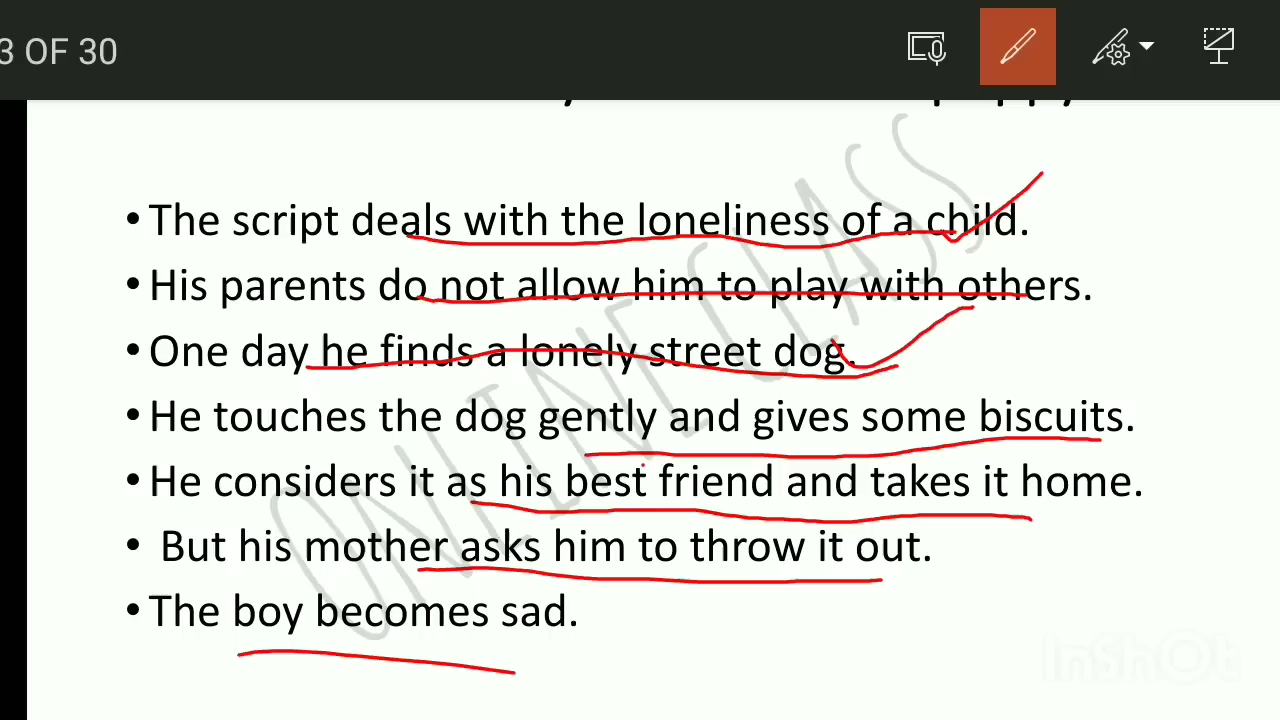 3 OF 30
• The script deals with the loneliness of a child.
• His parents do not allow him to play with others.
• One day he finds a lonely street dog.
• He touches the dog gently and gives some biscuits.
• He considers it as his best friend and takes it home.
• But his mother asks him to throw it out.
• The boy becomes sad.
ONLINE CLASS
InShOt